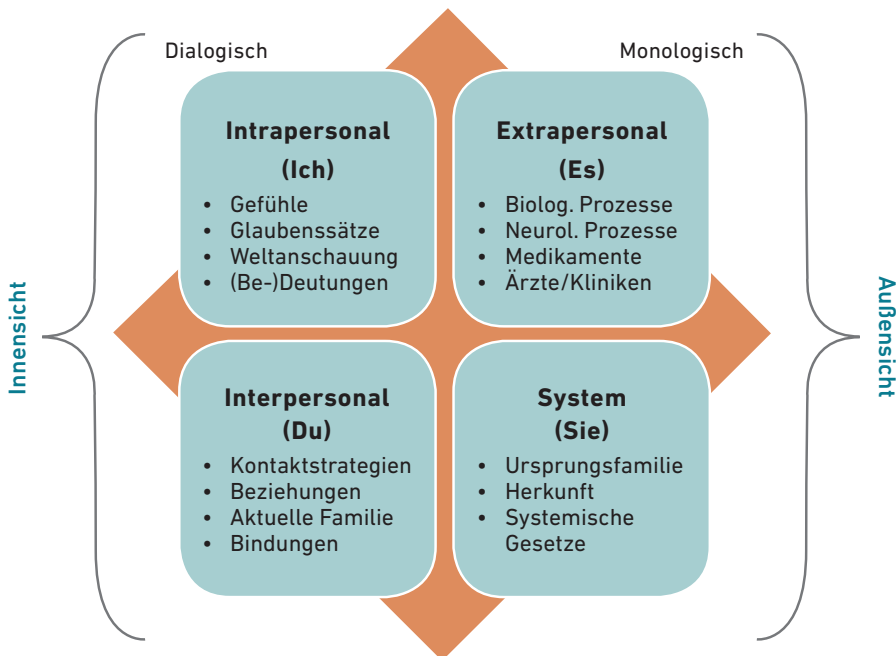 Dialogisch
Monologisch
Innensicht
Intrapersonal
(Ich)
• Gefühle
• Glaubenssätze
• Weltanschauung
• (Be-)Deutungen
Extrapersonal
(Es)
• Biolog. Prozesse
• Neurol. Prozesse
• Medikamente
• Ärzte/Kliniken
Interpersonal
(Du)
• Kontaktstrategien
• Beziehungen
• Aktuelle Familie
• Bindungen
System
(Sie)
• Ursprungsfamilie
• Herkunft
• Systemische
Gesetze
Außensicht